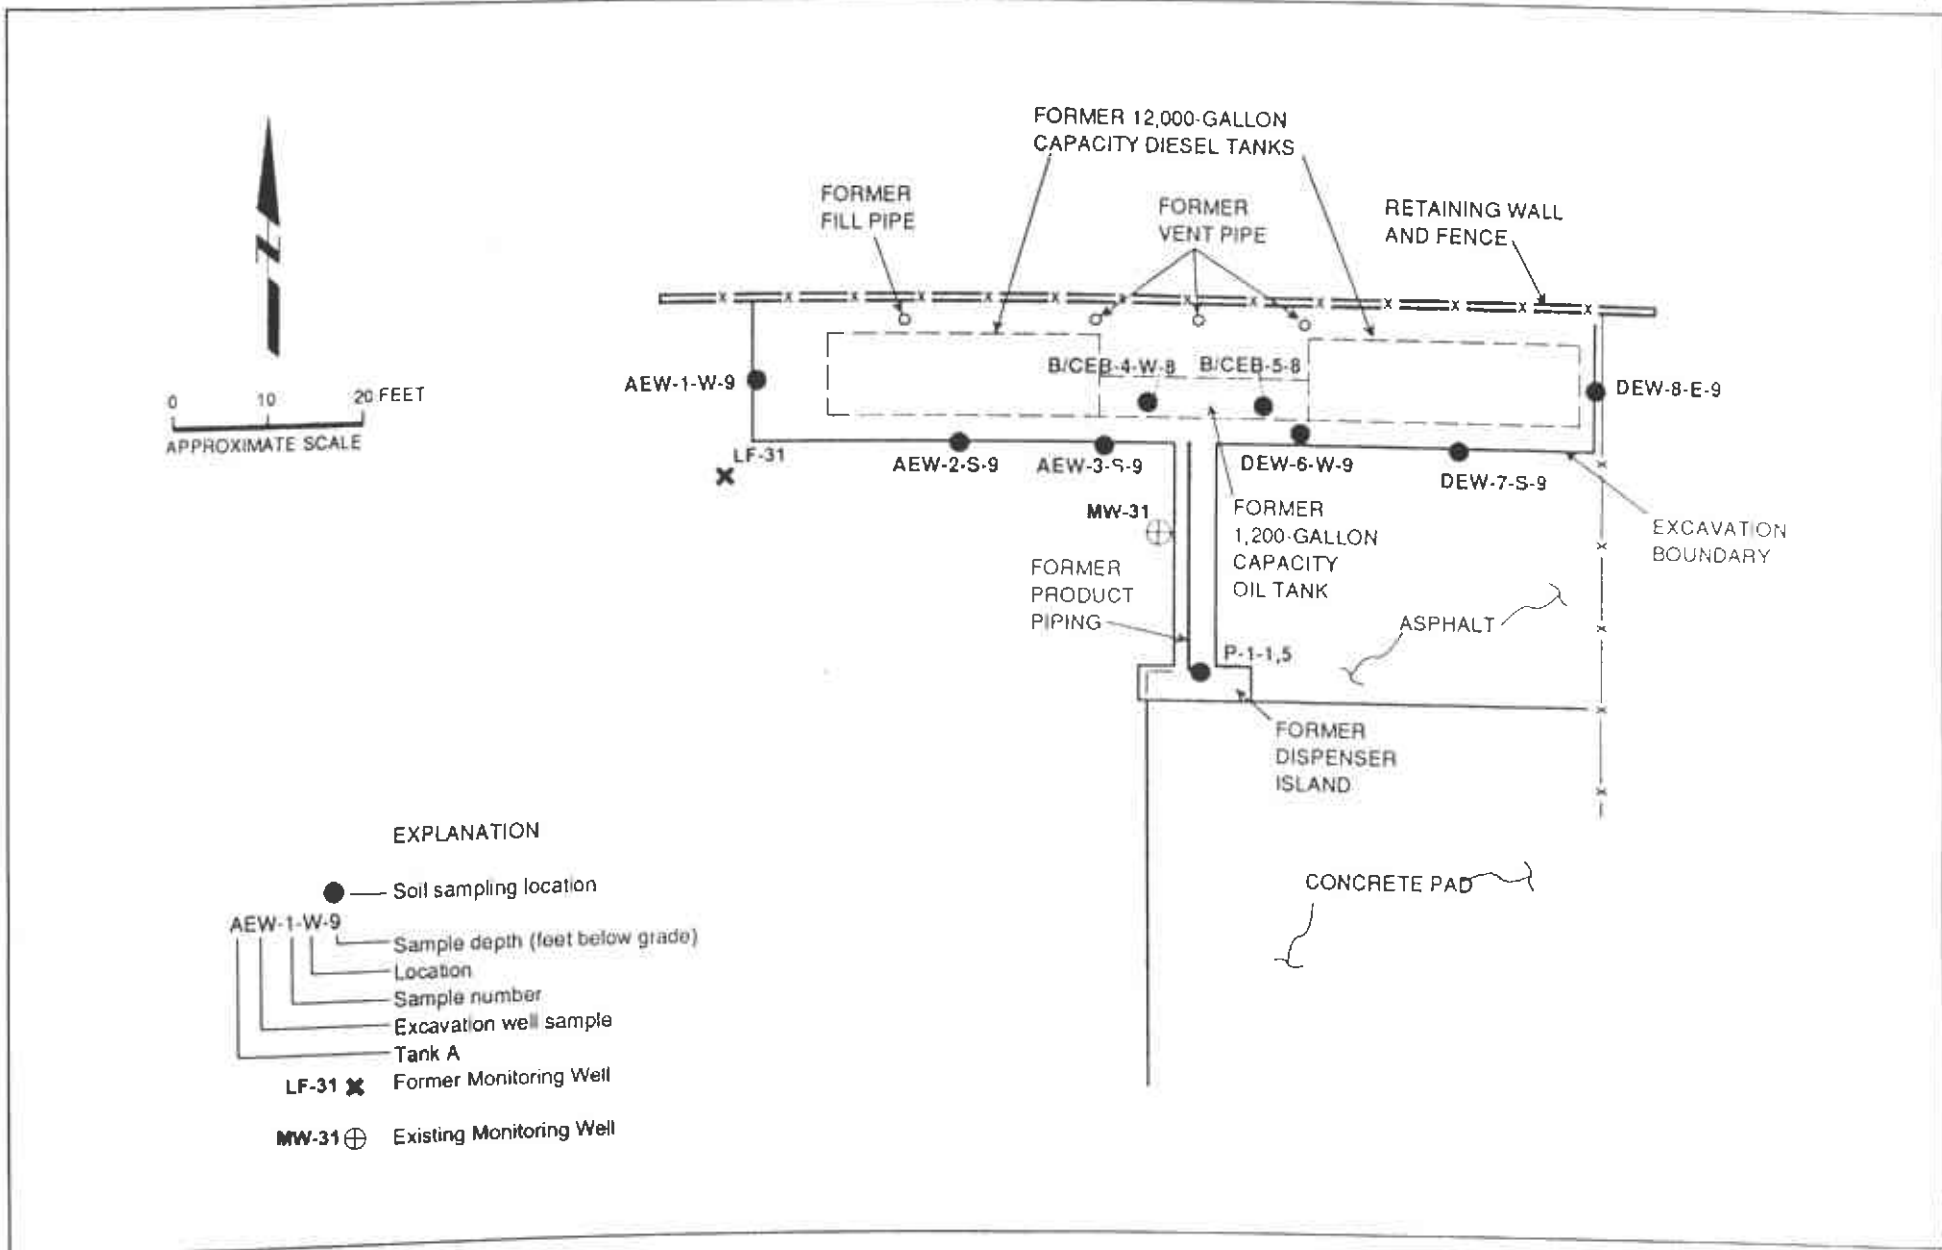 FORMER 12,000-GALLON
CAPACITY DIESEL TANKS
FORMER
FILL PIPE
FORMER
VENT PIPE
RETAINING WALL
AND FENCE
N
0 10 20 FEET
APPROXIMATE SCALE
AEW-1-W-9
B/CEB-4-W-8
B/CEB-5-8
DEW-8-E-9
LF-31
AEW-2-S-9
AEW-3-S-9
DEW-6-W-9
DEW-7-S-9
MW-31
FORMER
1,200-GALLON
CAPACITY
OIL TANK
EXCAVATION
BOUNDARY
FORMER
PRODUCT
PIPING
ASPHALT
P-1-1,5
FORMER
DISPENSER
ISLAND
CONCRETE PAD
EXPLANATION
Soil sampling location
AEW-1-W-9
Sample depth (feet below grade)
Location
Sample number
Excavation well sample
Tank A
LF-31 Former Monitoring Well
MW-31 Existing Monitoring Well